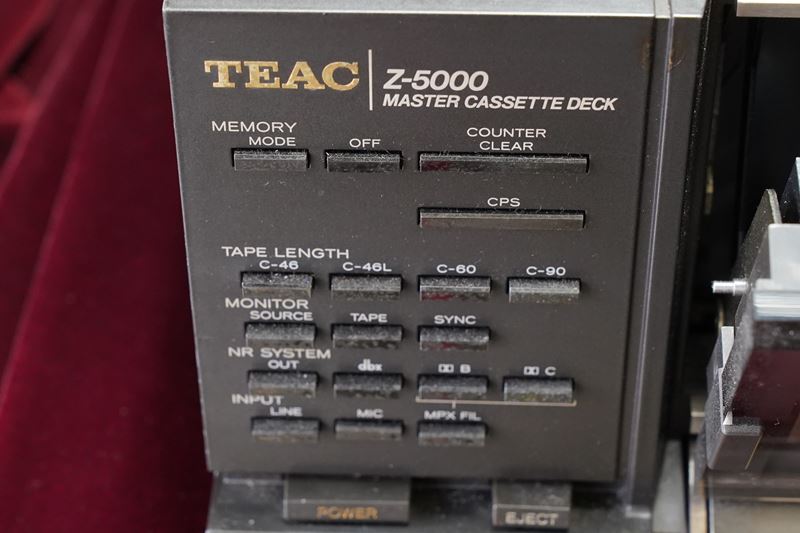 TEAC
Z-5000
MASTER CASSETTE DECK
MEMORY
MODE OFF COUNTER CLEAR
CPS
TAPE LENGTH
C-46 C-46L C-60 C-90
MONITOR
SOURCE TAPE SYNC
NR SYSTEM
OUT dbx B C
INPUT
LINE MIC MPX FIL
POWER EJECT